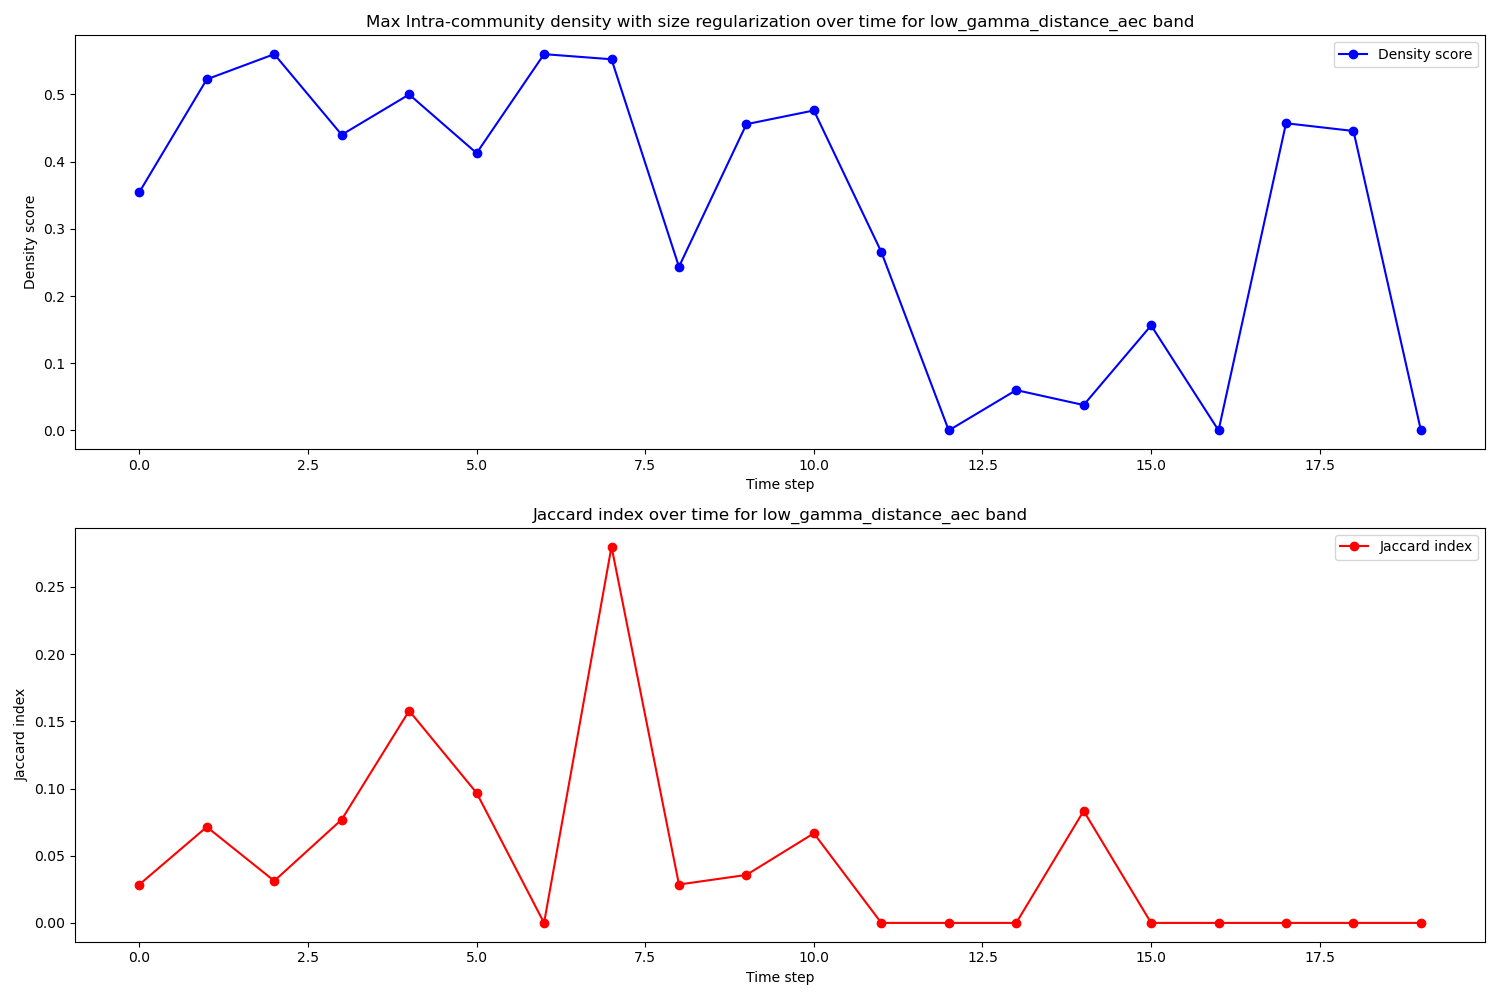 Max Intra-community density with size regularization over time for low_gamma_distance_aec band
Density score
Density score
0.5
0.4
0.3
0.2
0.1
0.0
0.0 2.5 5.0 7.5 10.0 12.5 15.0 17.5
Time step
Jaccard index over time for low_gamma_distance_aec band
Jaccard index
Jaccard index
0.25
0.20
0.15
0.10
0.05
0.00
0.0 2.5 5.0 7.5 10.0 12.5 15.0 17.5
Time step